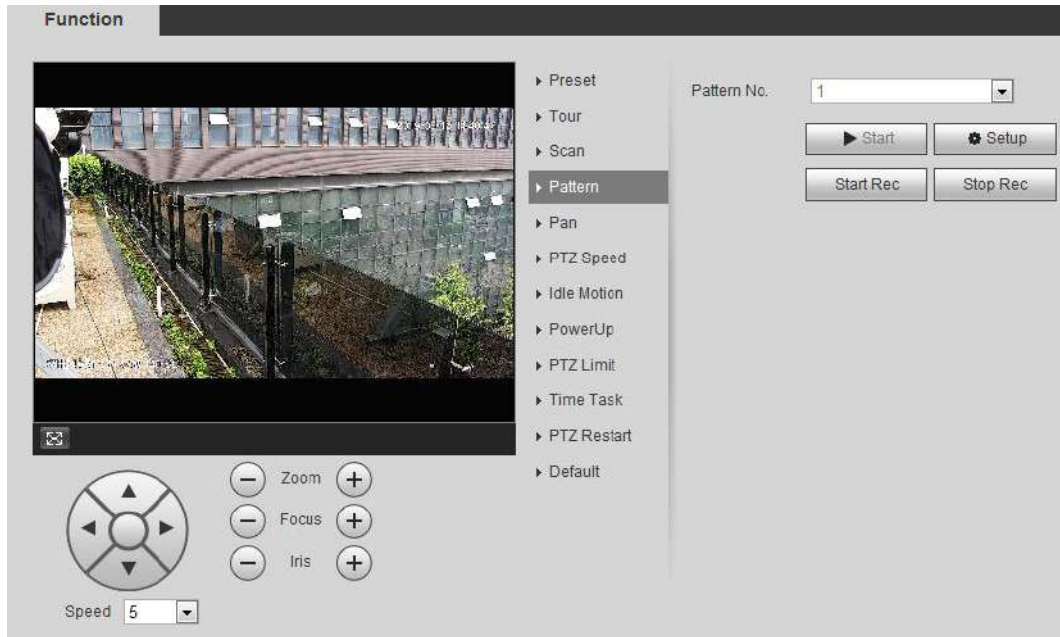 Function
Preset
Tour
Scan
Pattern
Pan
PTZ Speed
Idle Motion
PowerUp
PTZ Limit
Time Task
PTZ Restart
Default
Pattern No. 1
Start Setup
Start Rec Stop Rec
Zoom
Focus
Iris
Speed 5